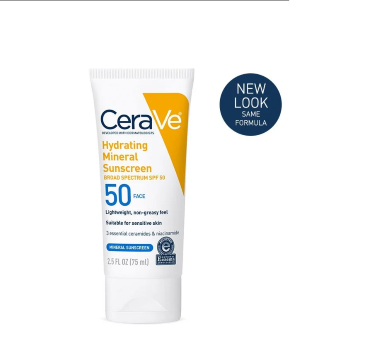 CeraVe
DEVELOPED WITH DERMATOLOGISTS
Hydrating
Mineral
Sunscreen
BROAD SPECTRUM SPF 50
50 FACE
Lightweight, non-greasy feel
Suitable for sensitive skin
3 essential ceramides & niacinamide
MINERAL SUNSCREEN
2.5 FL OZ (75 ml)
NEW
LOOK
SAME
FORMULA